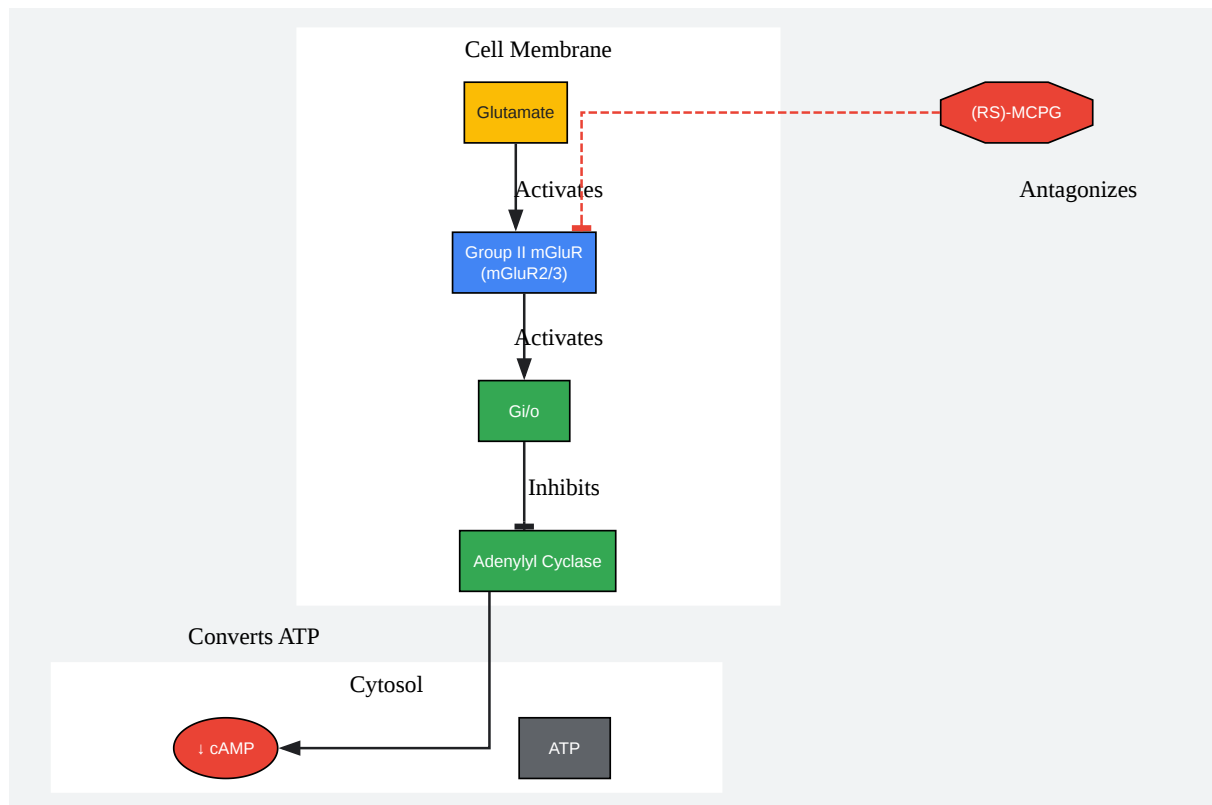 Cell Membrane
Glutamate
(RS)-MCPG
Activates
Antagonizes
Group II mGluR
(mGluR2/3)
Activates
Gi/o
Inhibits
Adenylyl Cyclase
Converts ATP
Cytosol
↓ cAMP
ATP